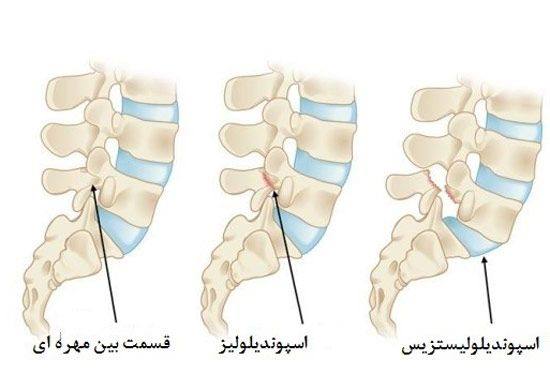 اسپوندیلولیستزیس
اسپوندیلولیز
قسمت بین مهره ای